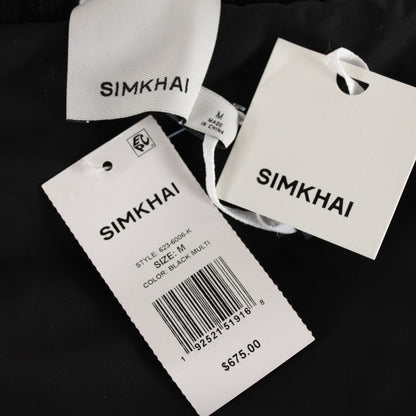 SIMKHAI
M
MADE
IN CHINA
SIMKHAI
SIMKHAI
STYLE: 623-6006-K
SIZE: M
COLOR: BLACK MULTI
1 92521 51916 8
$675.00